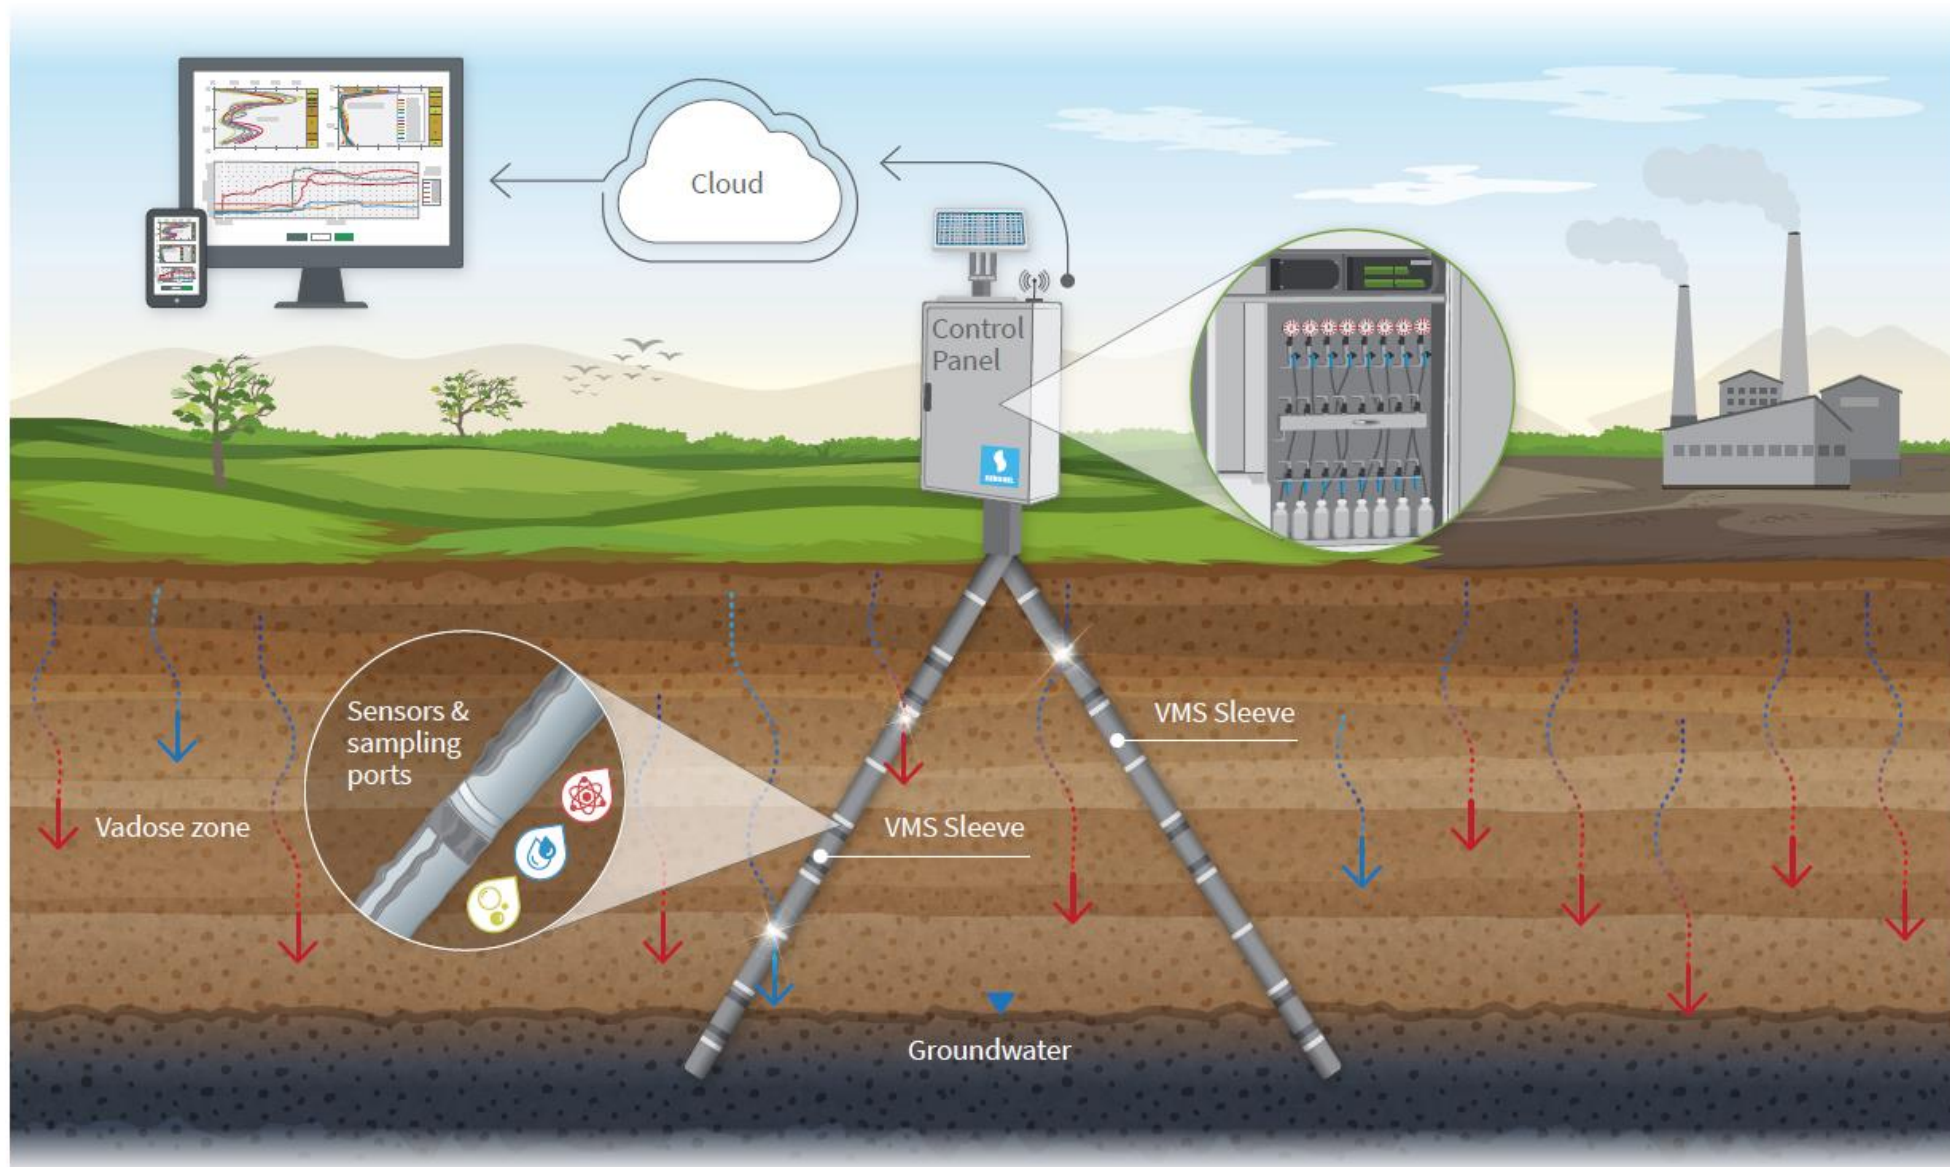 Cloud
Control
Panel
Sensors &
sampling
ports
VMS Sleeve
Vadose zone
VMS Sleeve
Groundwater